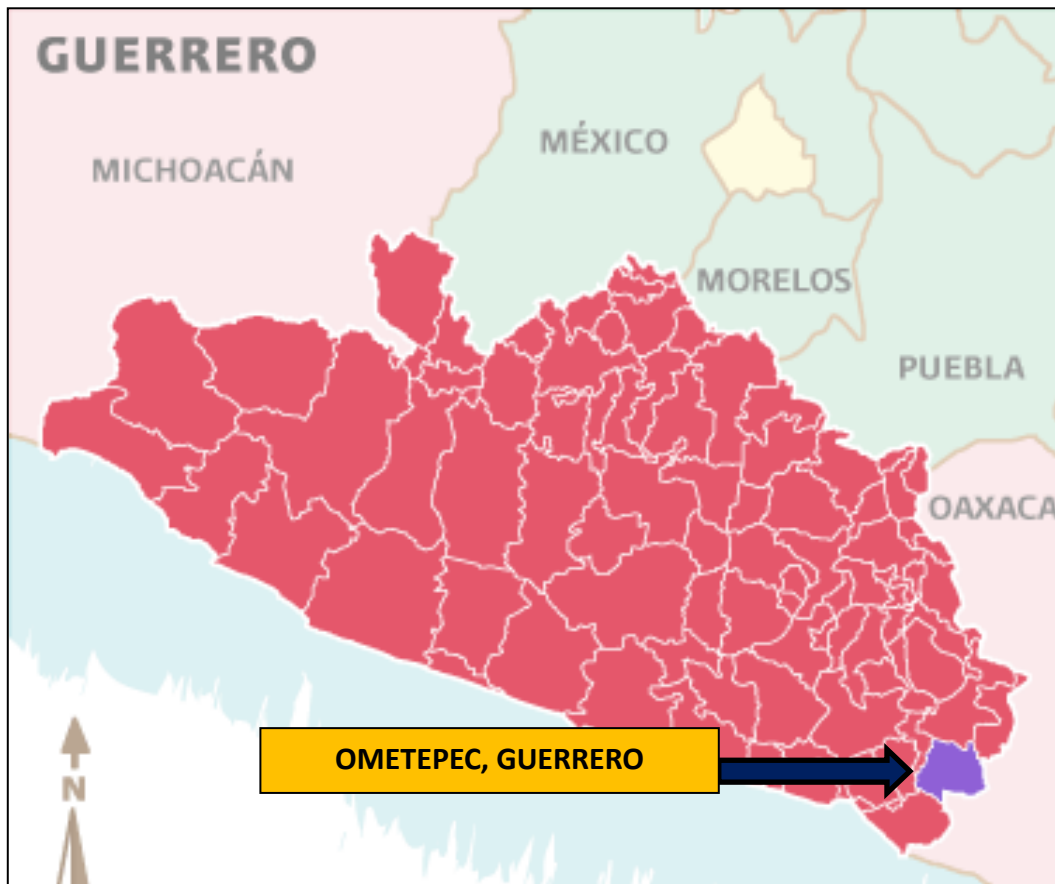 GUERRERO
MÉXICO
MICHOACÁN
MORELOS
PUEBLA
OAXACA
OMETEPEC, GUERRERO
N